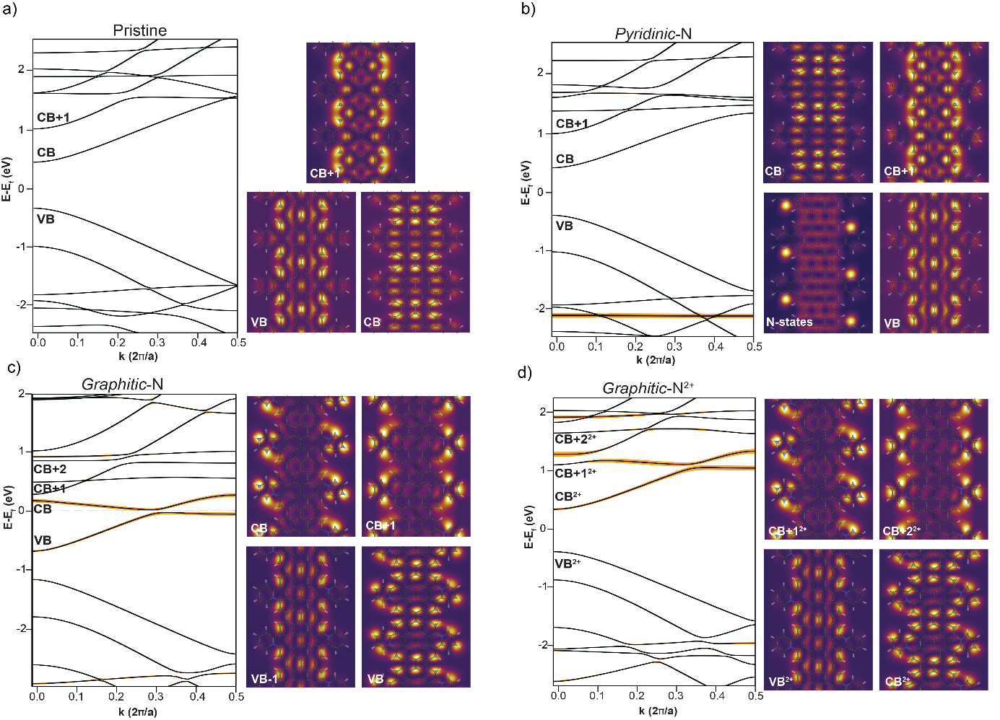 a)
Pristine
2
1
0
-1
-2
E-Ef (eV)
CB+1
CB
VB
0.0 0.1 0.2 0.3 0.4 0.5
k (2π/a)
CB+1
VB
CB
b)
Pyridinic-N
2
1
0
-1
-2
E-Ef (eV)
CB+1
CB
VB
0.0 0.1 0.2 0.3 0.4 0.5
k (2π/a)
CB
CB+1
N-states
VB
c)
Graphitic-N
2
1
0
-1
-2
E-Ef (eV)
CB+2
CB+1
CB
VB
0.0 0.1 0.2 0.3 0.4 0.5
k (2π/a)
CB
CB+1
VB-1
VB
d)
Graphitic-N²⁺
2
1
0
-1
-2
E-Ef (eV)
CB+2²⁺
CB+1²⁺
CB²⁺
VB²⁺
0.0 0.1 0.2 0.3 0.4 0.5
k (2π/a)
CB+1²⁺
CB+2²⁺
VB²⁺
CB²⁺